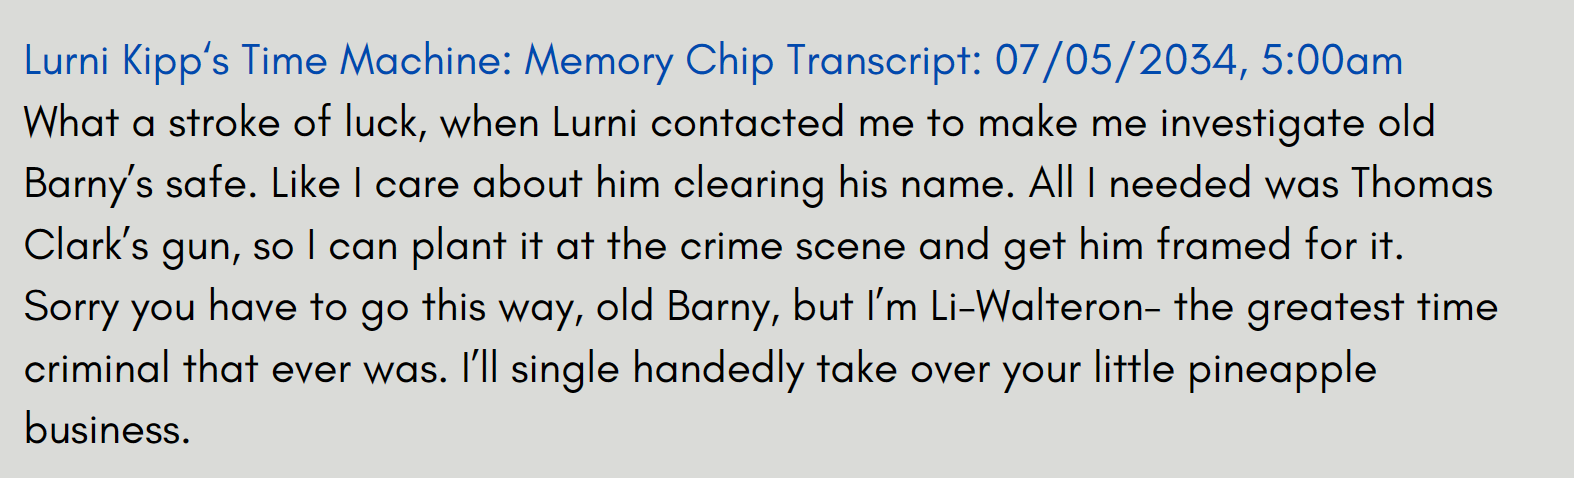 Lurni Kipp‘s Time Machine: Memory Chip Transcript: 07/05/2034, 5:00am
What a stroke of luck, when Lurni contacted me to make me investigate old
Barny’s safe. Like I care about him clearing his name. All I needed was Thomas
Clark’s gun, so I can plant it at the crime scene and get him framed for it.
Sorry you have to go this way, old Barny, but I’m Li-Walteron- the greatest time
criminal that ever was. I’ll single handedly take over your little pineapple
business.